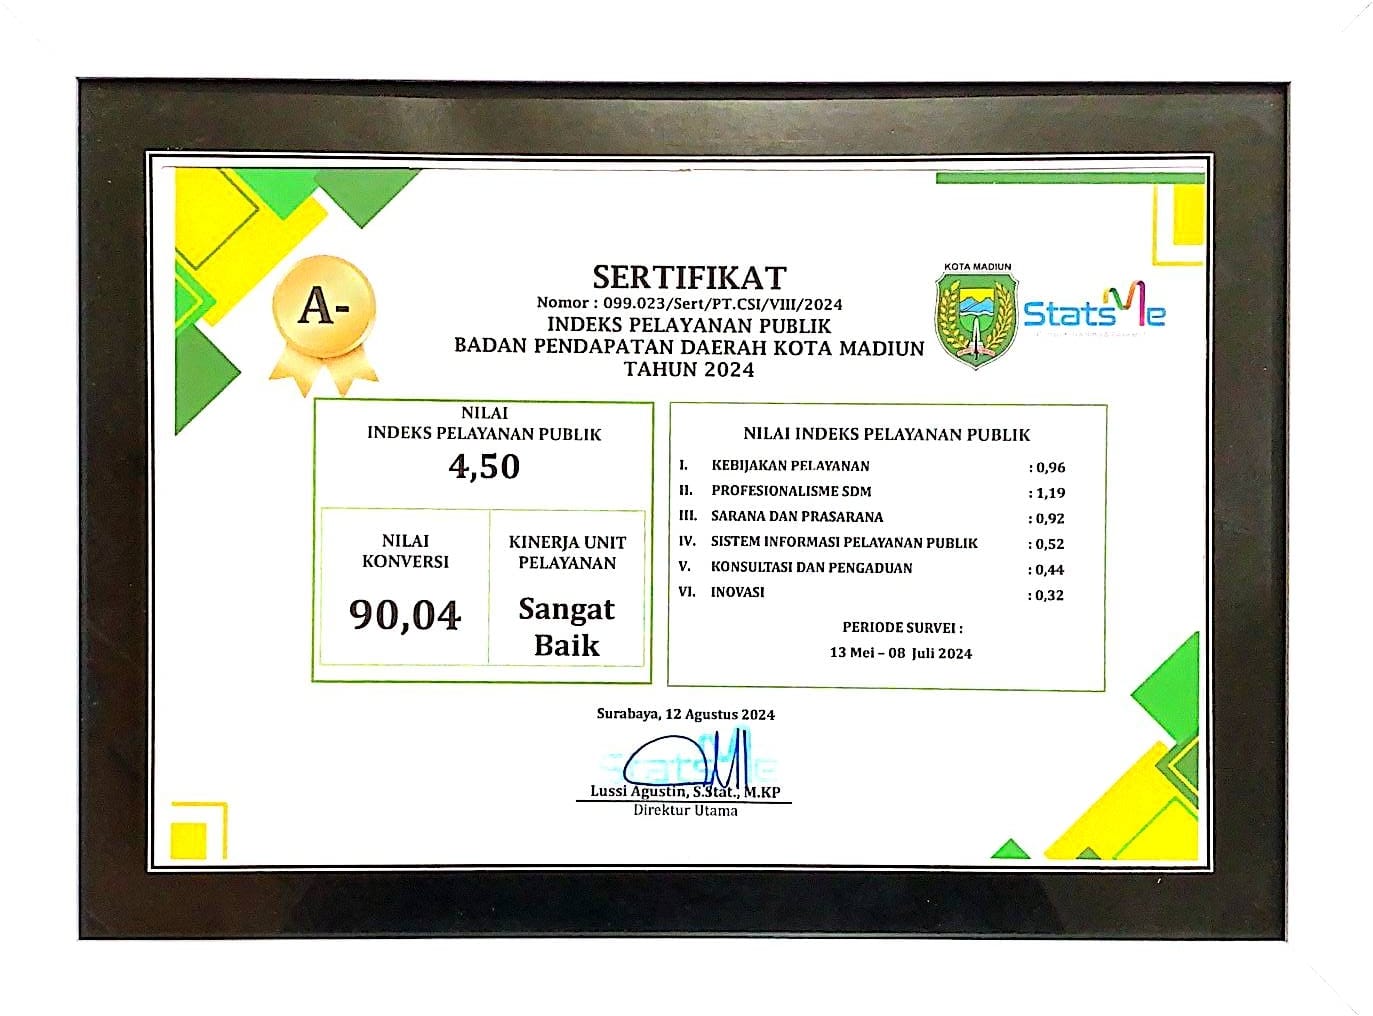 A-
SERTIFIKAT
Nomor : 099.023/Sert/PT.CSI/VIII/2024
INDEKS PELAYANAN PUBLIK
BADAN PENDAPATAN DAERAH KOTA MADIUN
TAHUN 2024
KOTA MADIUN
StatsMe
NILAI
INDEKS PELAYANAN PUBLIK
4,50
NILAI
KONVERSI
90,04
KINERJA UNIT
PELAYANAN
Sangat
Baik
NILAI INDEKS PELAYANAN PUBLIK
I. KEBIJAKAN PELAYANAN : 0,96
II. PROFESIONALISME SDM : 1,19
III. SARANA DAN PRASARANA : 0,92
IV. SISTEM INFORMASI PELAYANAN PUBLIK : 0,52
V. KONSULTASI DAN PENGADUAN : 0,44
VI. INOVASI : 0,32
PERIODE SURVEI :
13 Mei – 08 Juli 2024
Surabaya, 12 Agustus 2024
StatsMe
Lussi Agustin, S.Stat., M.KP
Direktur Utama